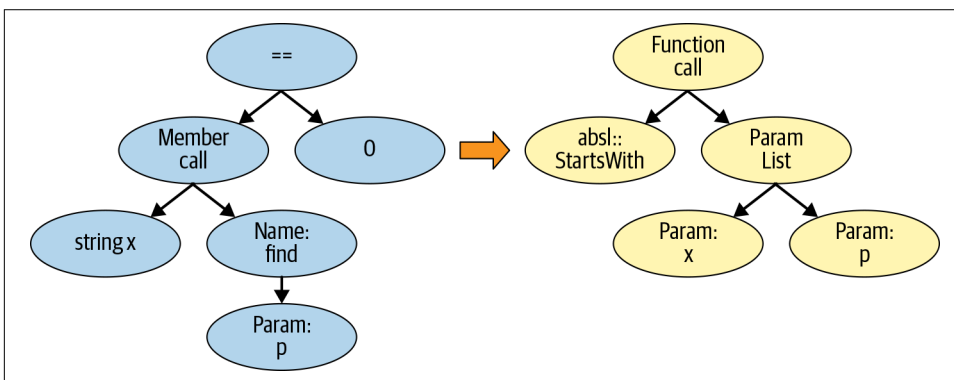 ==
Function
call
Member
call
0
absl::
StartsWith
Param
List
string x
Name:
find
Param:
x
Param:
p
Param:
p